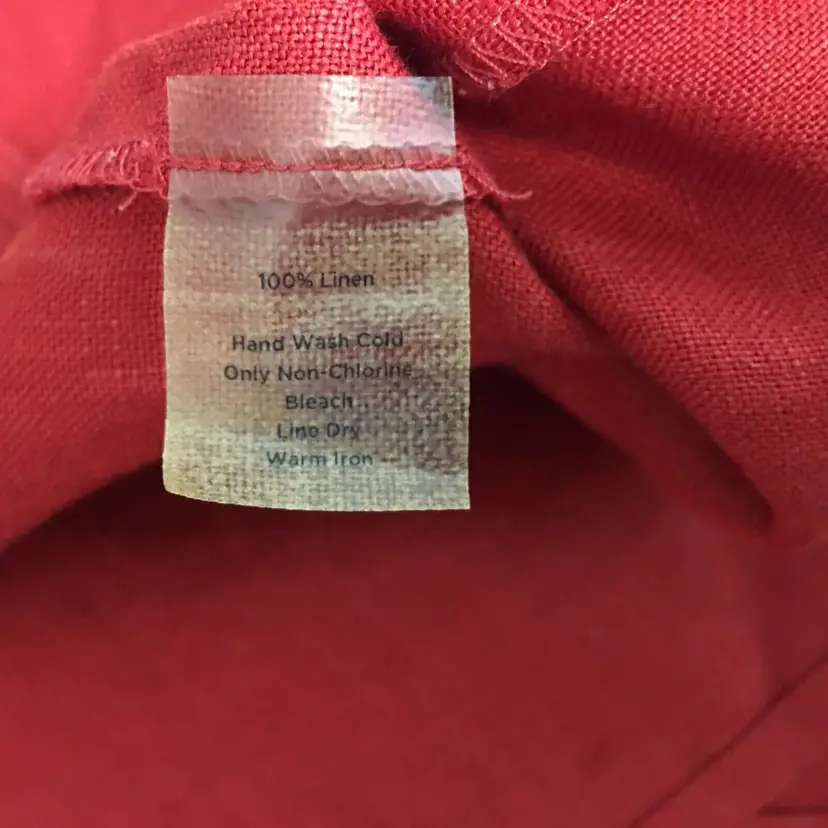 100% Linen
Hand Wash Cold
Only Non-Chlorine
Bleach
Line Dry
Warm Iron